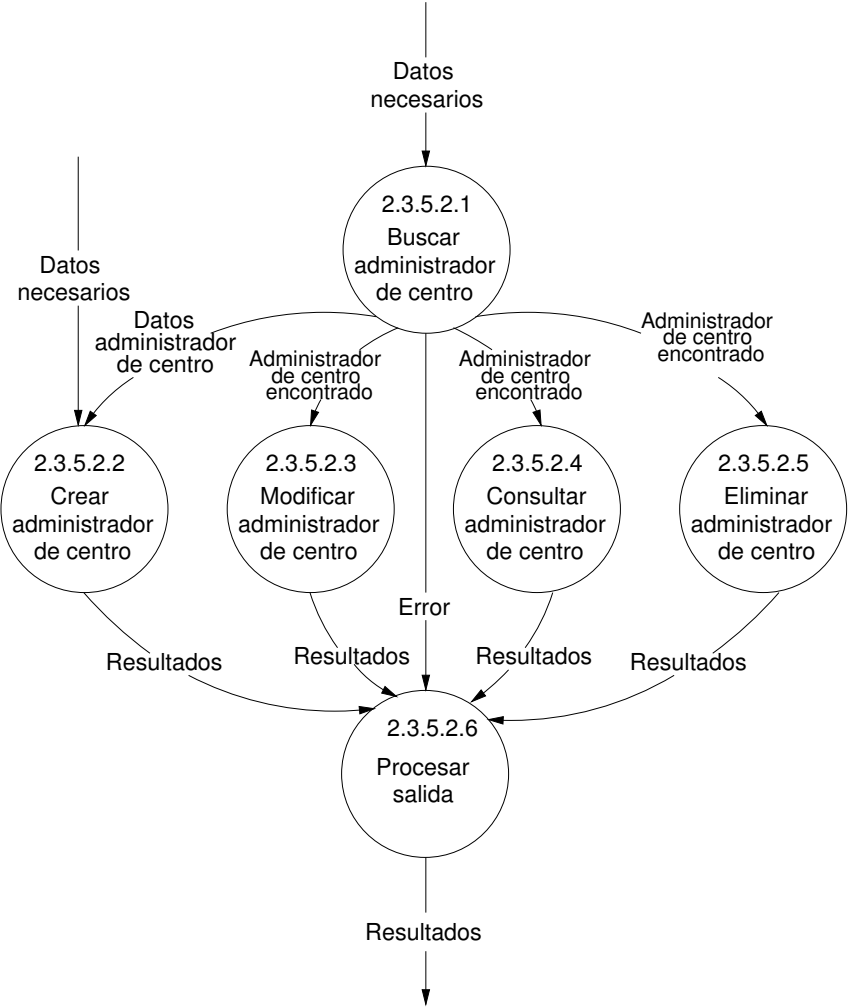 Datos
necesarios
2.3.5.2.1
Buscar
administrador
de centro
Datos
necesarios
Datos
administrador
de centro
Administrador
de centro
encontrado
Administrador
de centro
encontrado
Administrador
de centro
encontrado
2.3.5.2.2
Crear
administrador
de centro
2.3.5.2.3
Modificar
administrador
de centro
2.3.5.2.4
Consultar
administrador
de centro
2.3.5.2.5
Eliminar
administrador
de centro
Error
Resultados
Resultados
Resultados
Resultados
2.3.5.2.6
Procesar
salida
Resultados